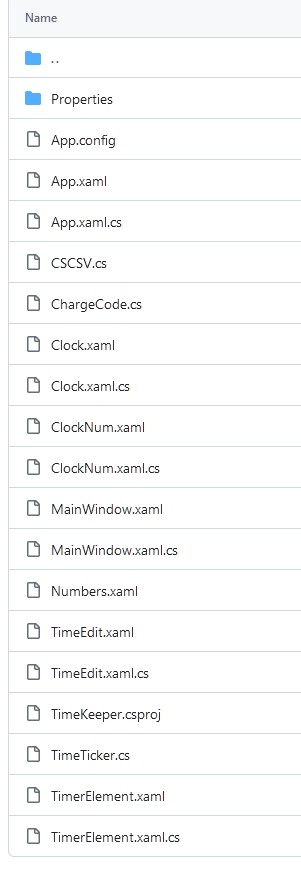 Name
..
Properties
App.config
App.xaml
App.xaml.cs
CSCSV.cs
ChargeCode.cs
Clock.xaml
Clock.xaml.cs
ClockNum.xaml
ClockNum.xaml.cs
MainWindow.xaml
MainWindow.xaml.cs
Numbers.xaml
TimeEdit.xaml
TimeEdit.xaml.cs
TimeKeeper.csproj
TimeTicker.cs
TimerElement.xaml
TimerElement.xaml.cs